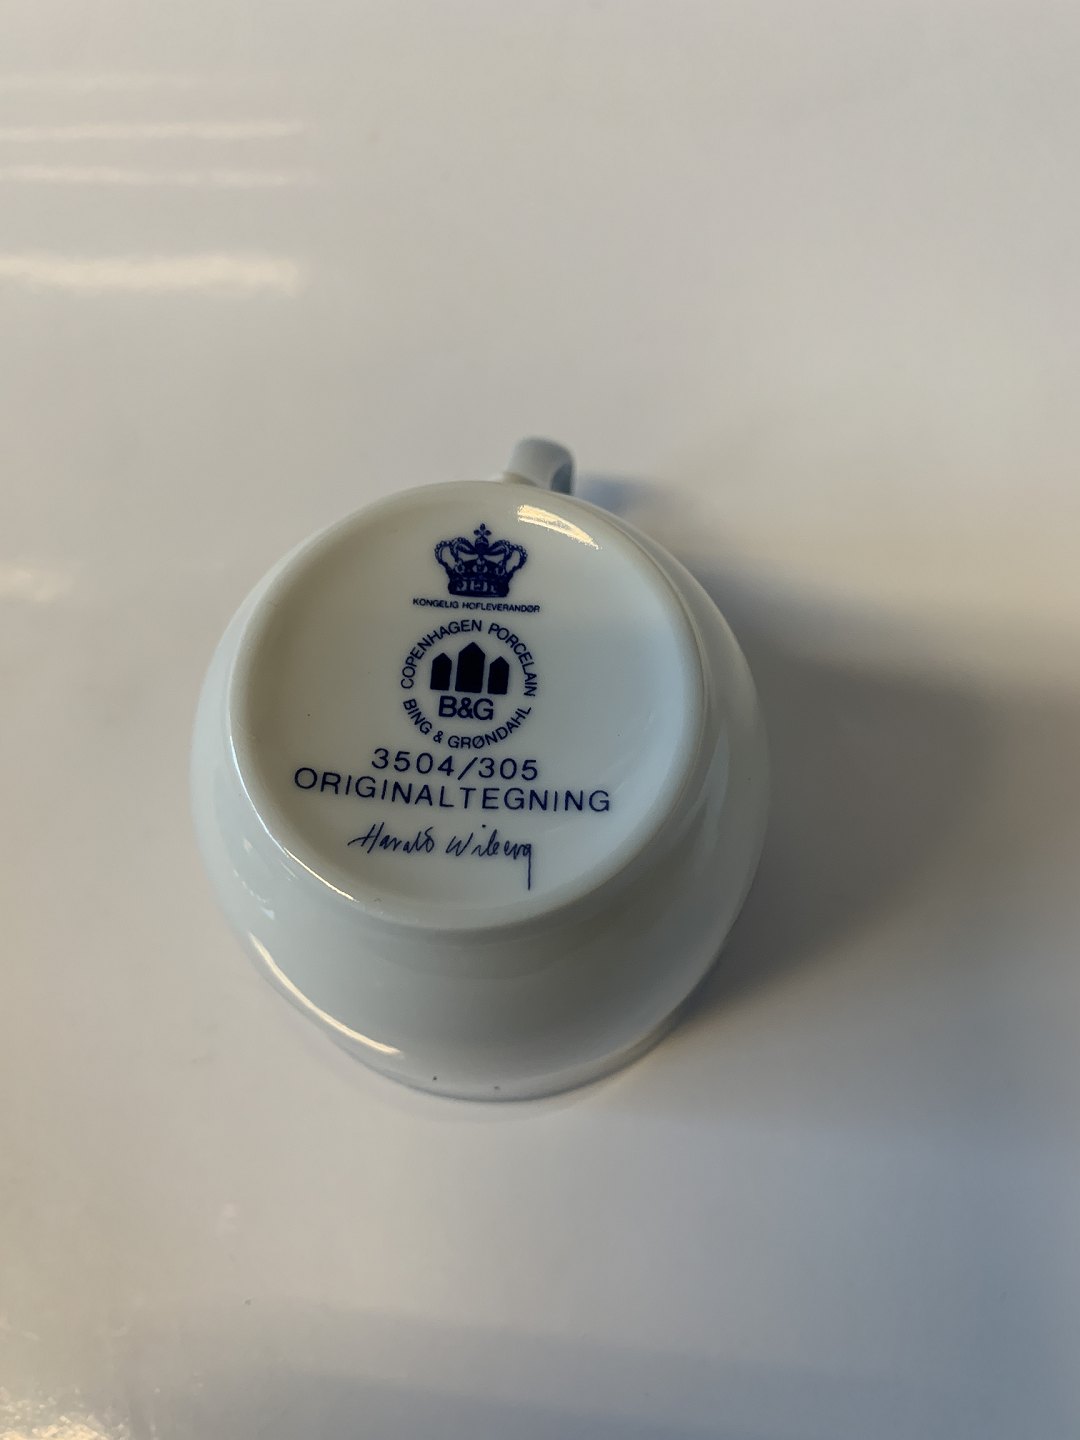 KONGELIG HOFLEVERANDØR
COPENHAGEN PORCELAIN
B&G
BING & GRØNDAHL
3504/305
ORIGINALTEGNING
Harald Wiberg